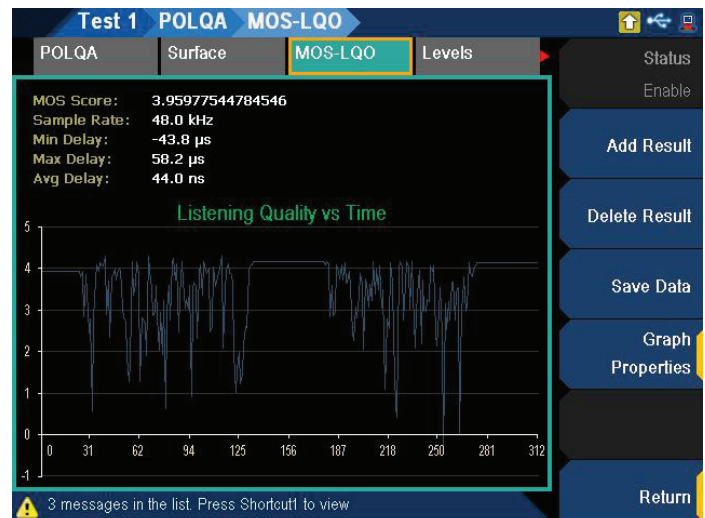 Test 1 POLQA MOS-LQO
POLQA Surface MOS-LQO Levels
Status
Enable
MOS Score: 3.95977544784546
Sample Rate: 48.0 kHz
Min Delay: -43.8 µs
Max Delay: 58.2 µs
Avg Delay: 44.0 ns
Add Result
Delete Result
Save Data
Graph
Properties
Return
Listening Quality vs Time
5
4
3
2
1
0
-1
0 31 62 94 125 156 187 218 250 281 312
3 messages in the list. Press Shortcut1 to view